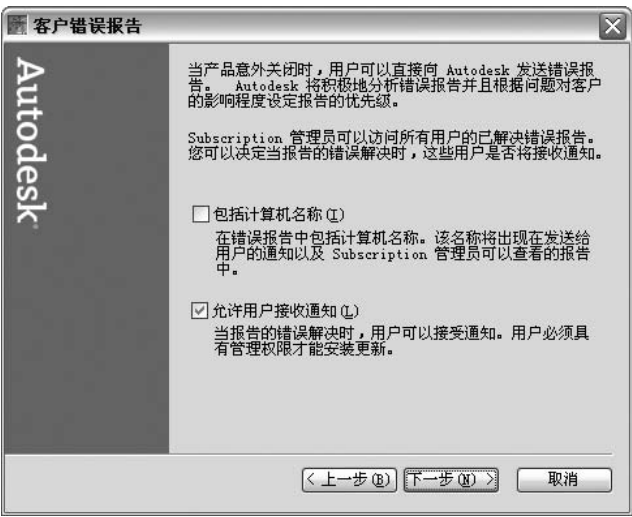 客户错误报告
Autodesk
当产品意外关闭时，用户可以直接向 Autodesk 发送错误报
告。 Autodesk 将积极地分析错误报告并且根据问题对客户
的影响程度设定报告的优先级。
Subscription 管理员可以访问所有用户的已解决错误报告。
您可以决定当报告的错误解决时，这些用户是否将接收通知。
包括计算机名称(I)
在错误报告中包括计算机名称。该名称将出现在发送给
用户的通知以及 Subscription 管理员可以查看的报告
中。
允许用户接收通知(L)
当报告的错误解决时，用户可以接受通知。用户必须具
有管理权限才能安装更新。
<上一步(B) 下一步(N)> 取消